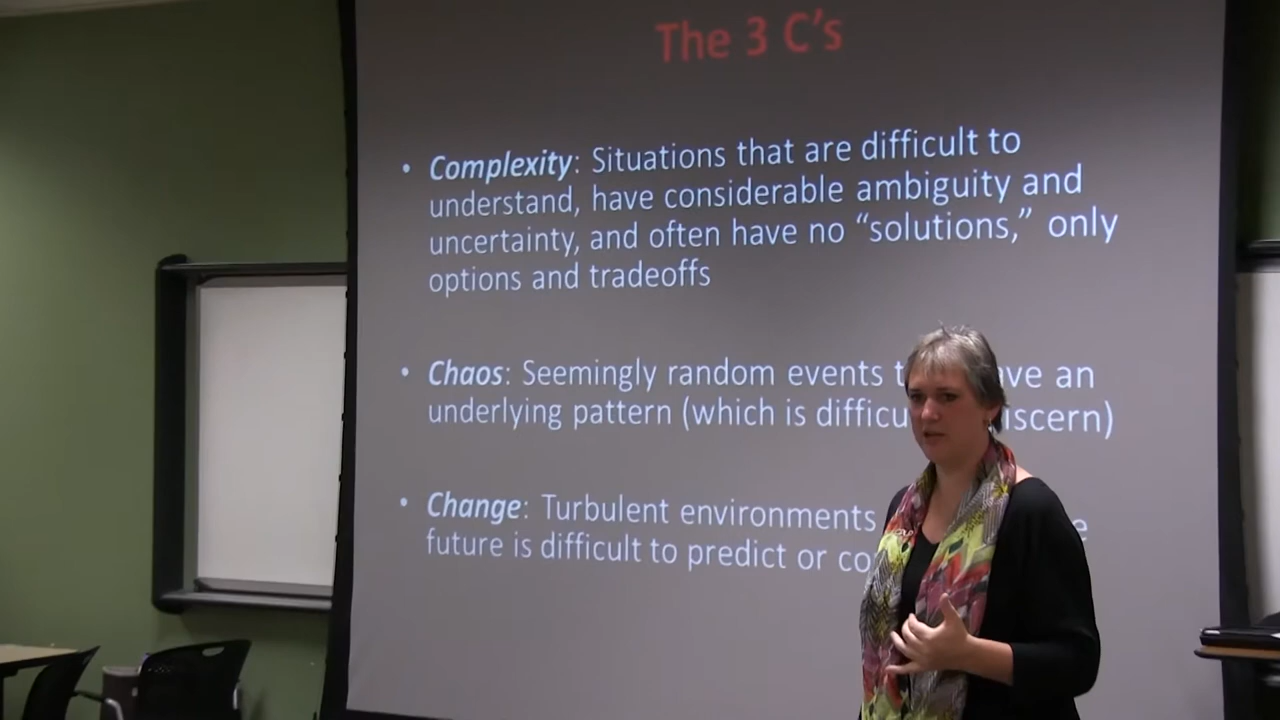 The 3 C's
• Complexity: Situations that are difficult to
understand, have considerable ambiguity and
uncertainty, and often have no “solutions,” only
options and tradeoffs
• Chaos: Seemingly random events an
underlying pattern (which is
• Change: Turbulent environments
future is difficult to predict or